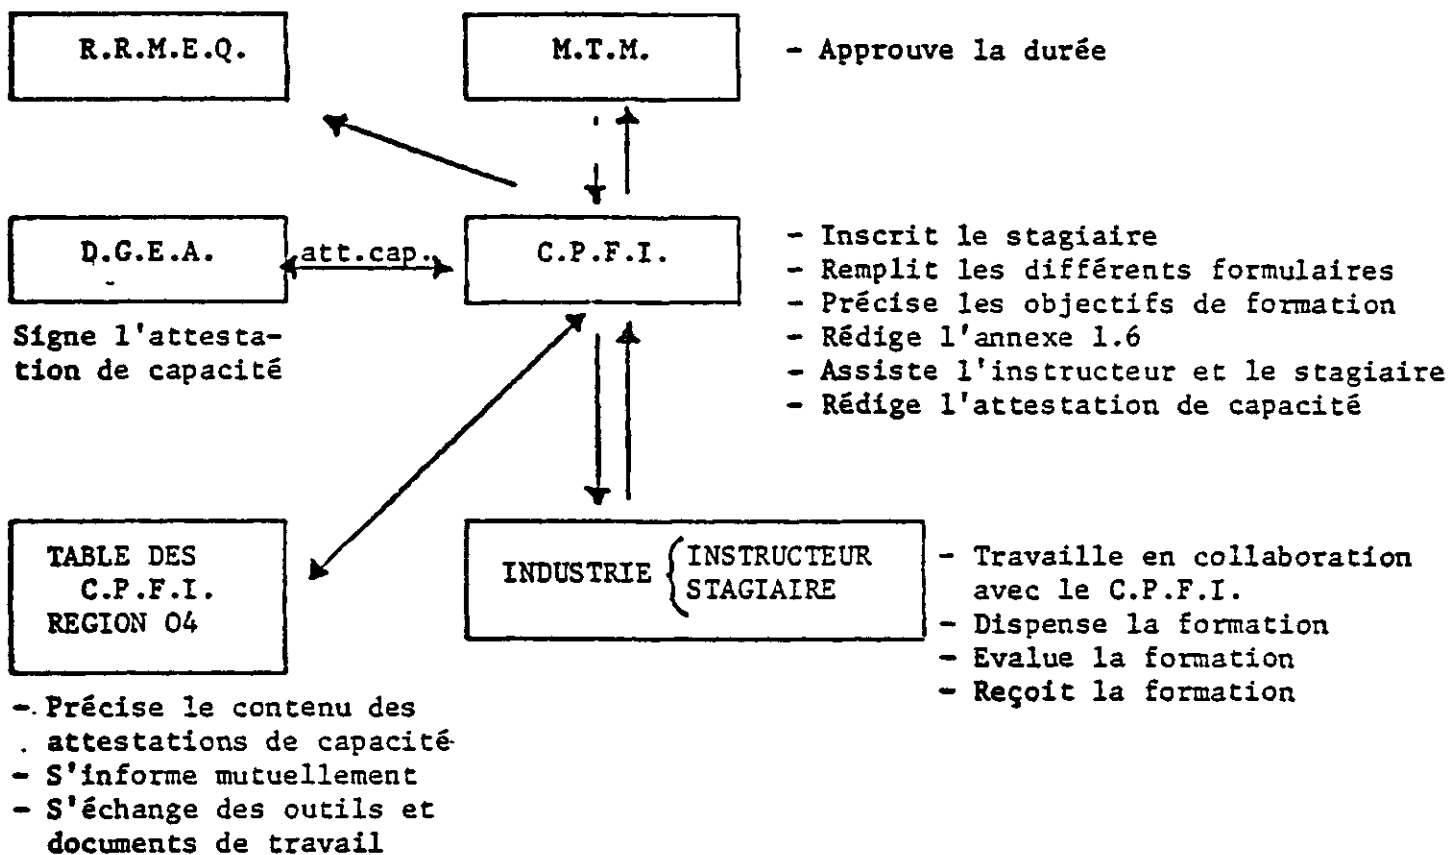 R.R.M.E.Q.
M.T.M.
- Approuve la durée
D.G.E.A.
att.cap.
C.P.F.I.
- Inscrit le stagiaire
- Remplit les différents formulaires
- Précise les objectifs de formation
- Rédige l'annexe 1.6
- Assiste l'instructeur et le stagiaire
- Rédige l'attestation de capacité
Signe l'attesta-
tion de capacité
TABLE DES
C.P.F.I.
REGION 04
INDUSTRIE { INSTRUCTEUR
STAGIAIRE
- Travaille en collaboration
avec le C.P.F.I.
- Dispense la formation
- Evalue la formation
- Reçoit la formation
- Précise le contenu des
attestations de capacité
- S'informe mutuellement
- S'échange des outils et
documents de travail